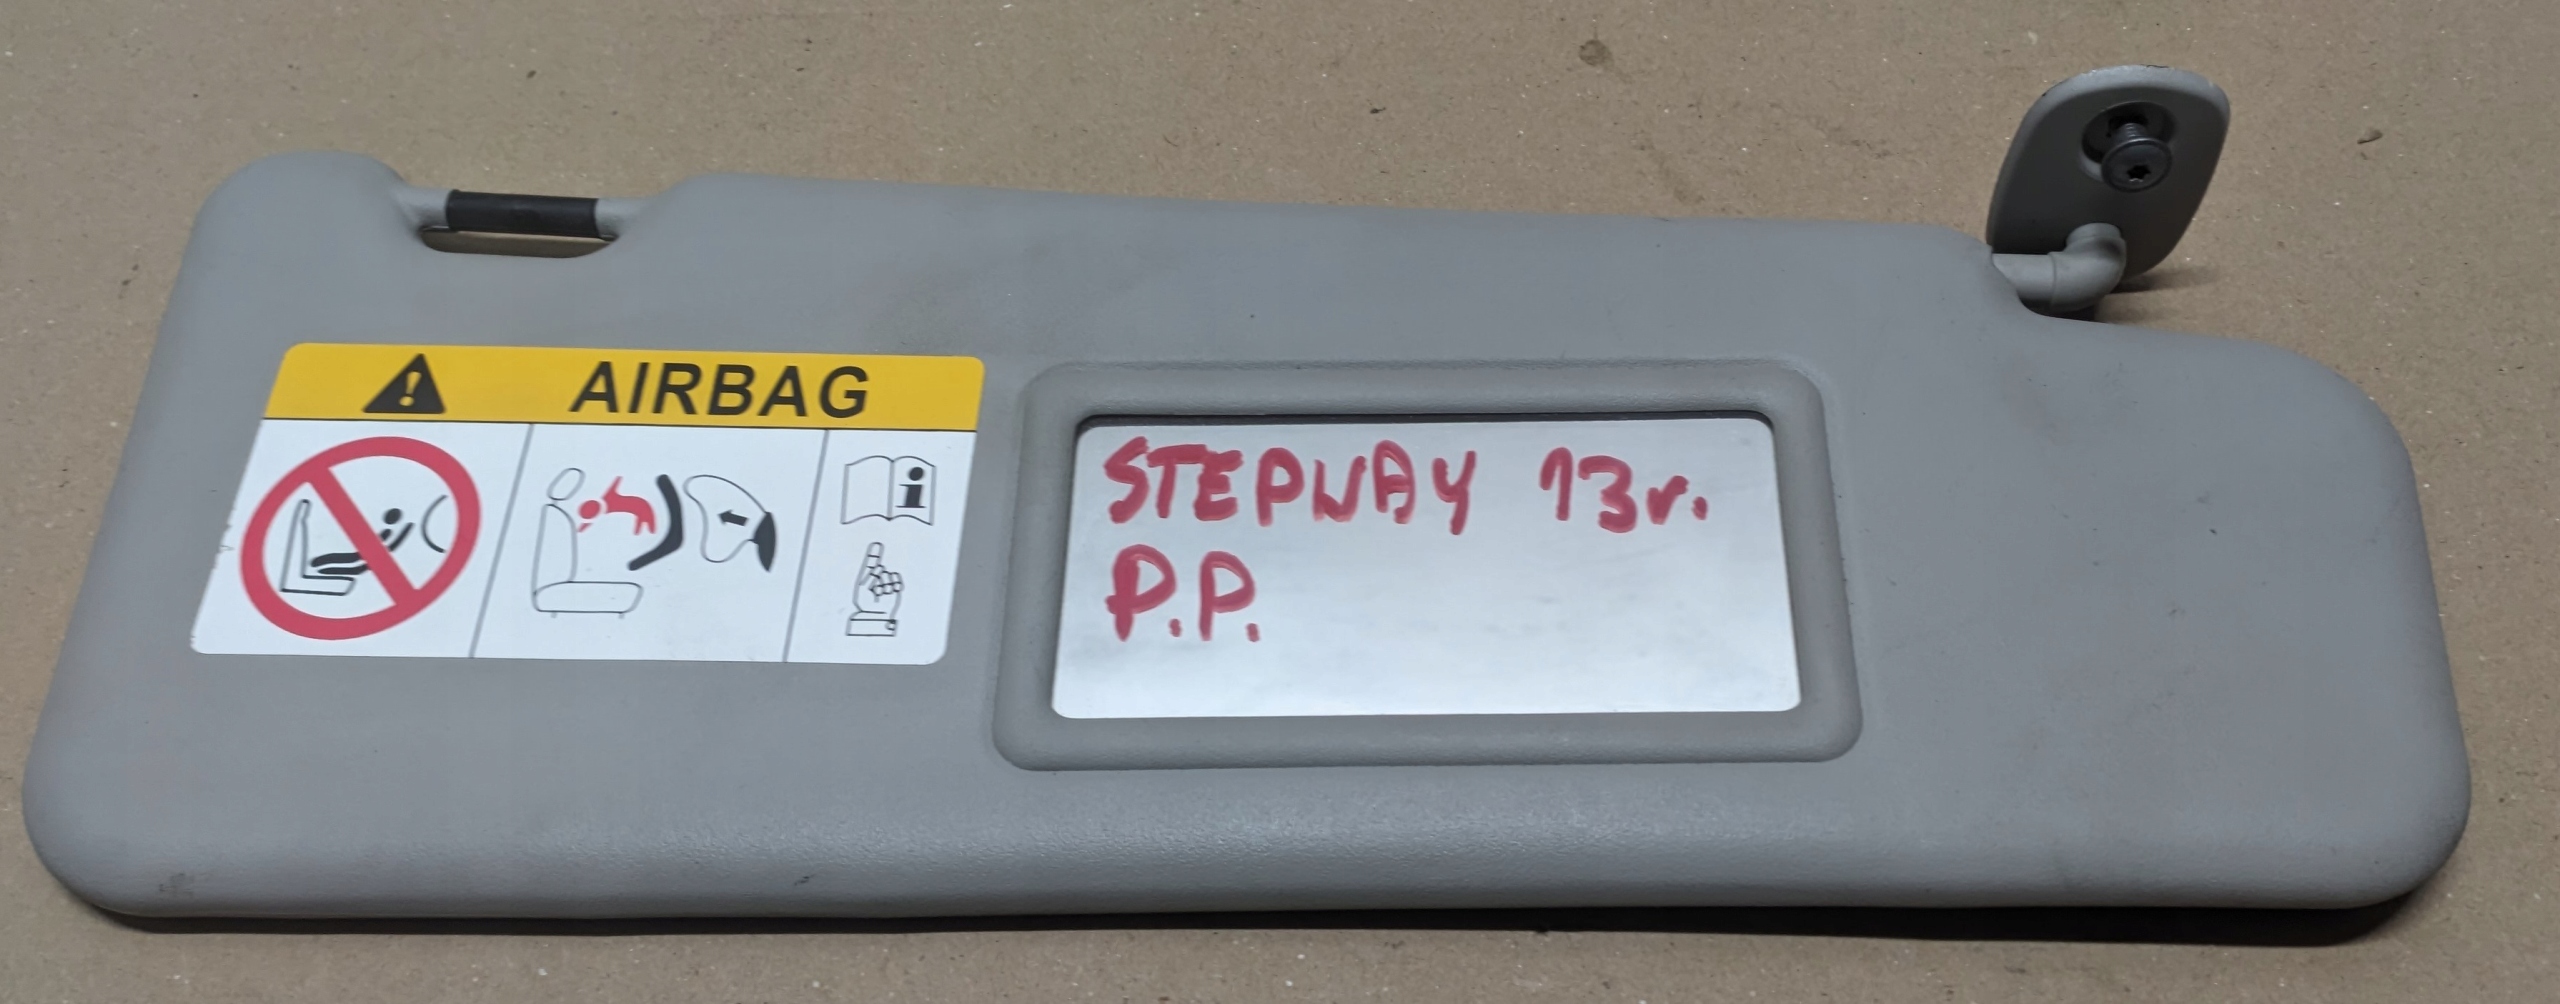 AIRBAG
i
STEPWAY 13r.
P.P.